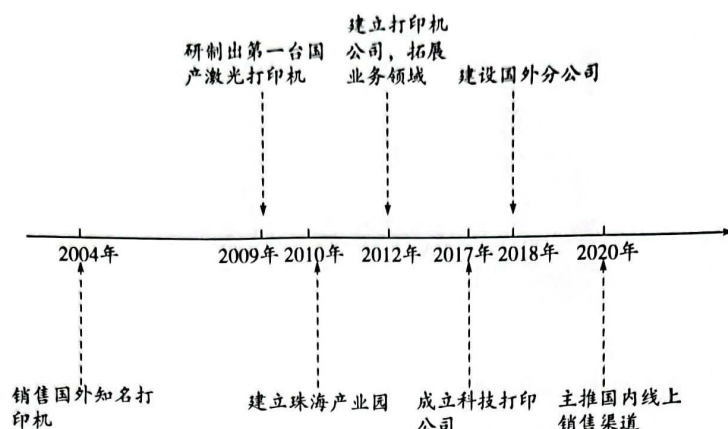 研制出第一台国
产激光打印机
建立打印机
公司，拓展
业务领域
建设国外分公司
2004年
2009年
2010年
2012年
2017年
2018年
2020年
销售国外知名打
印机
建立珠海产业园
成立科技打印
公司
主推国内线上
销售渠道